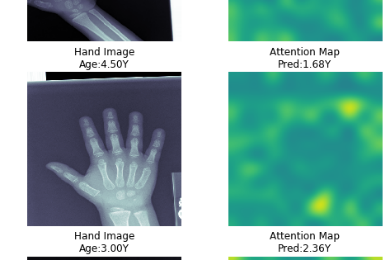 Hand Image
Age:4.50Y
Attention Map
Pred:1.68Y
Hand Image
Age:3.00Y
Attention Map
Pred:2.36Y